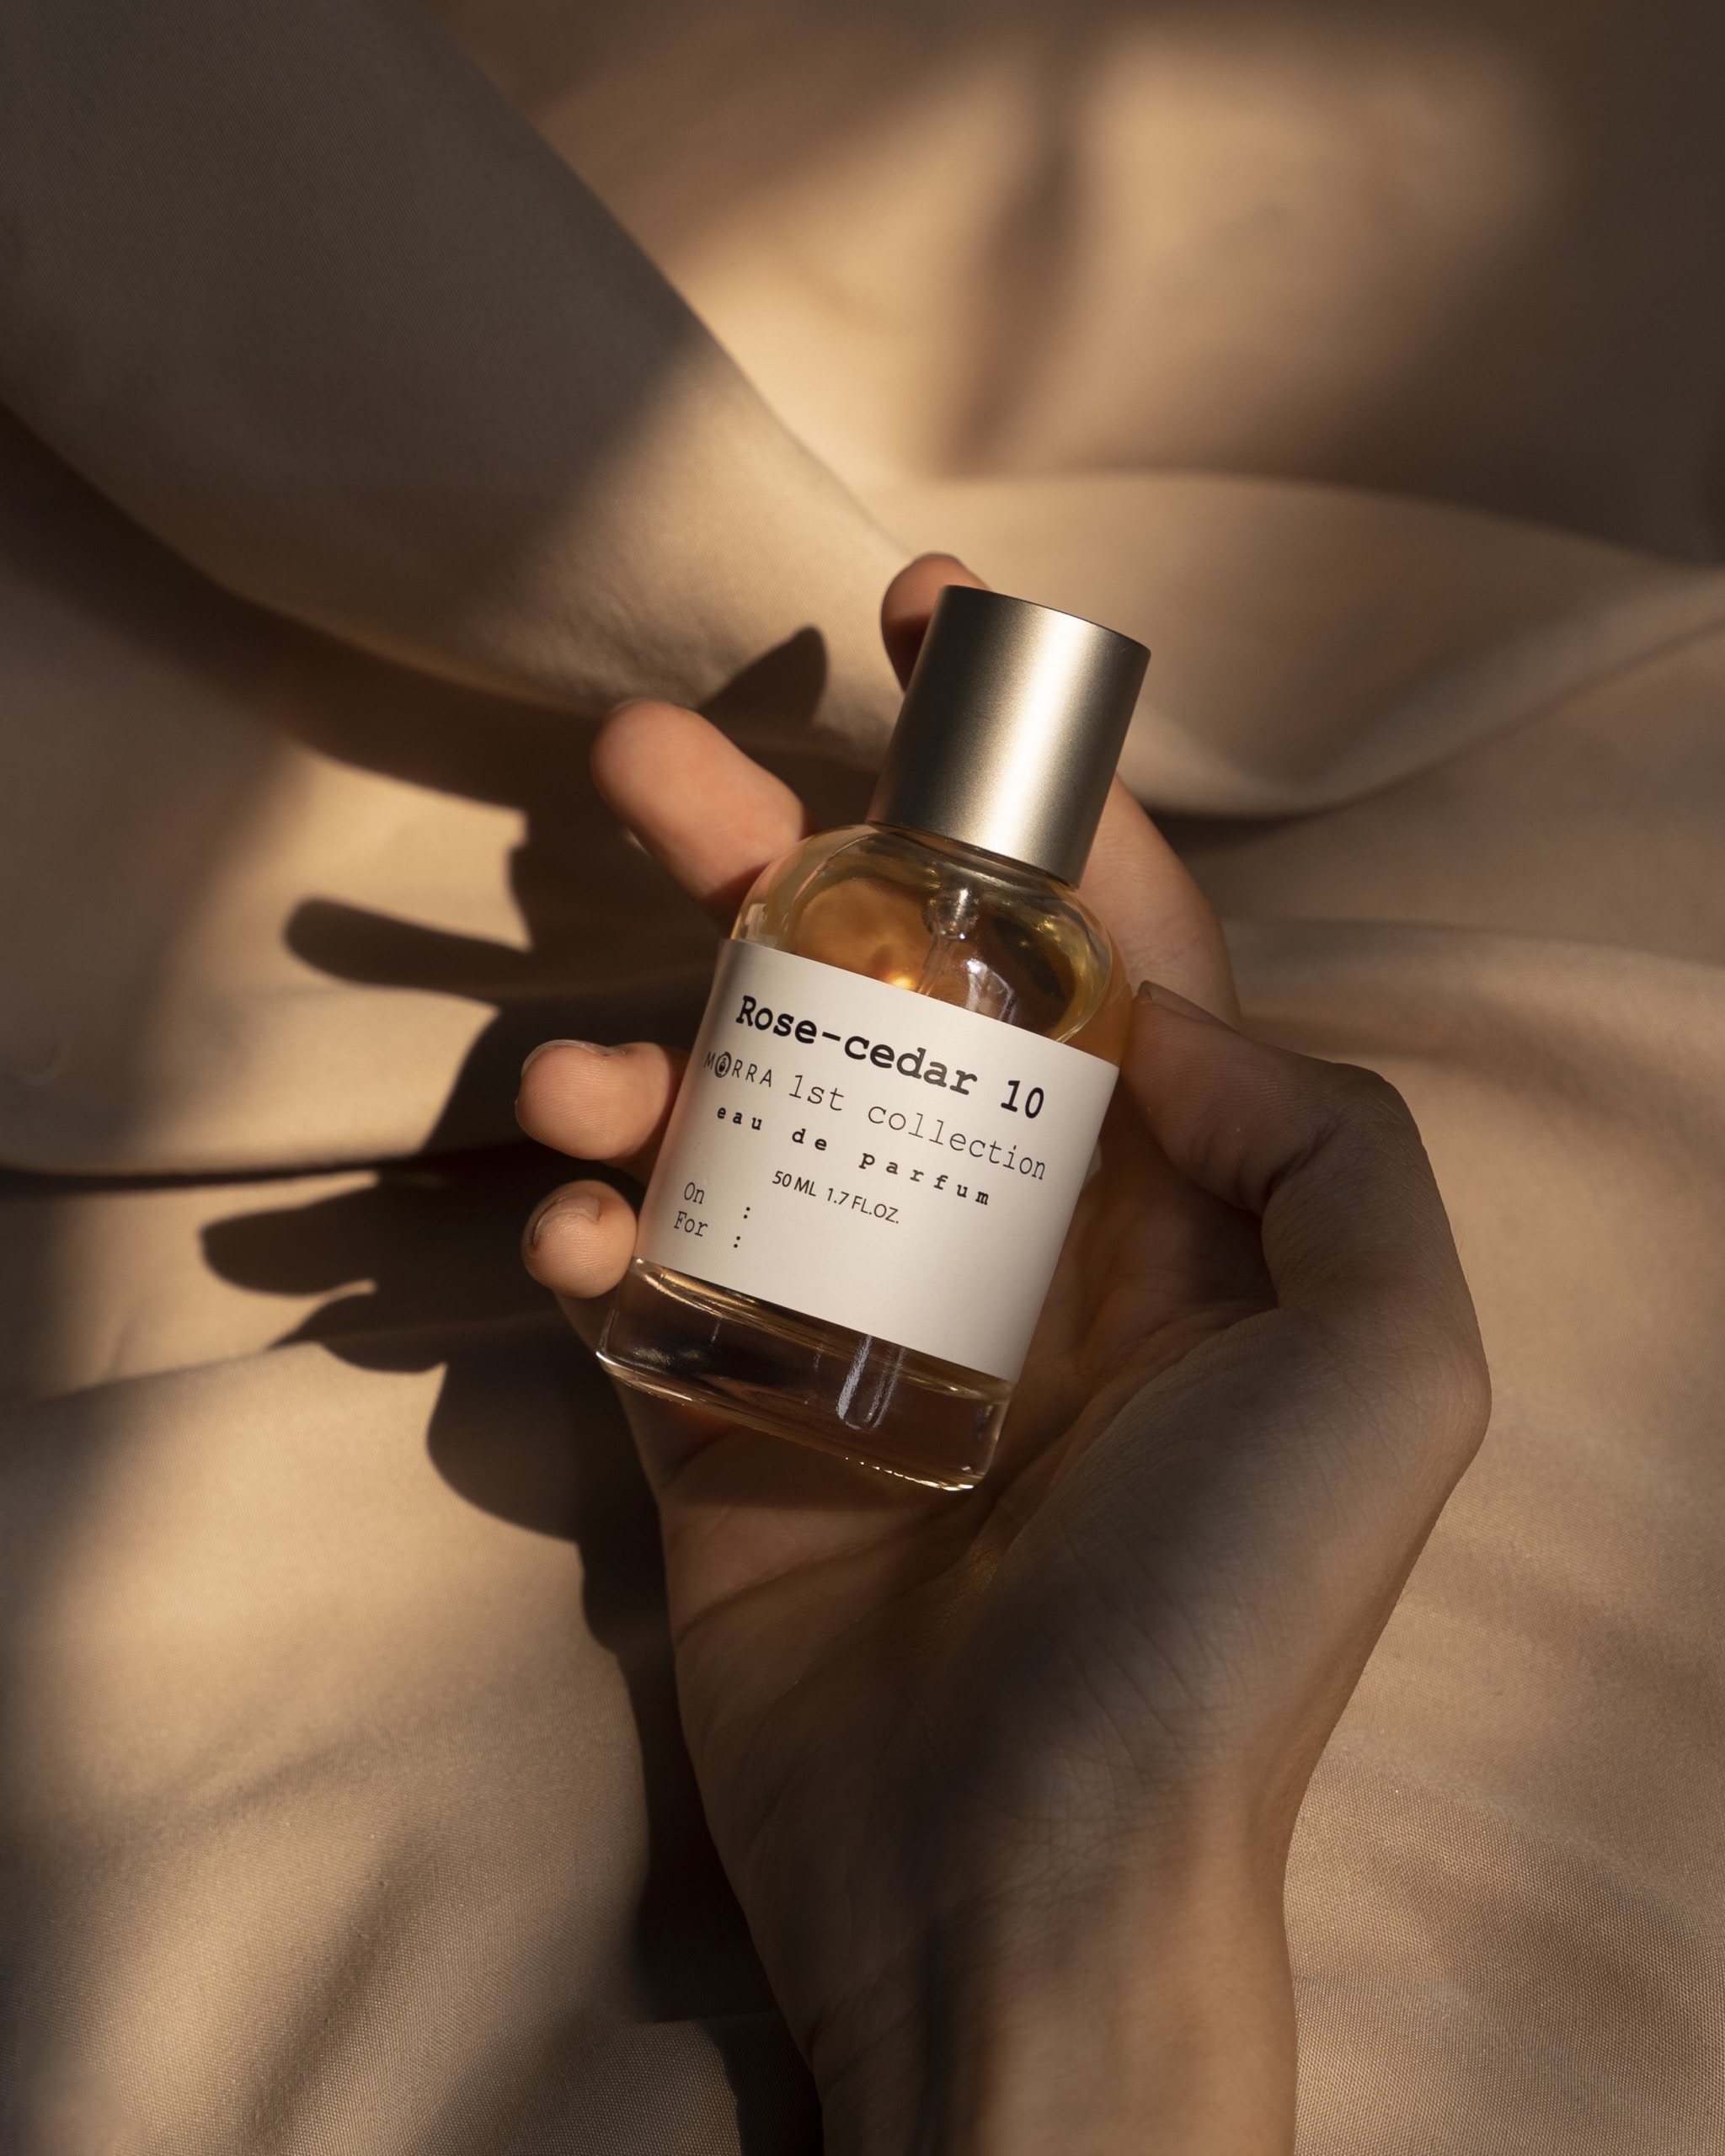 Rose-cedar 10
MORRA 1st collection
eau de parfum
50 ML 1.7 FL.OZ.
On :
For :